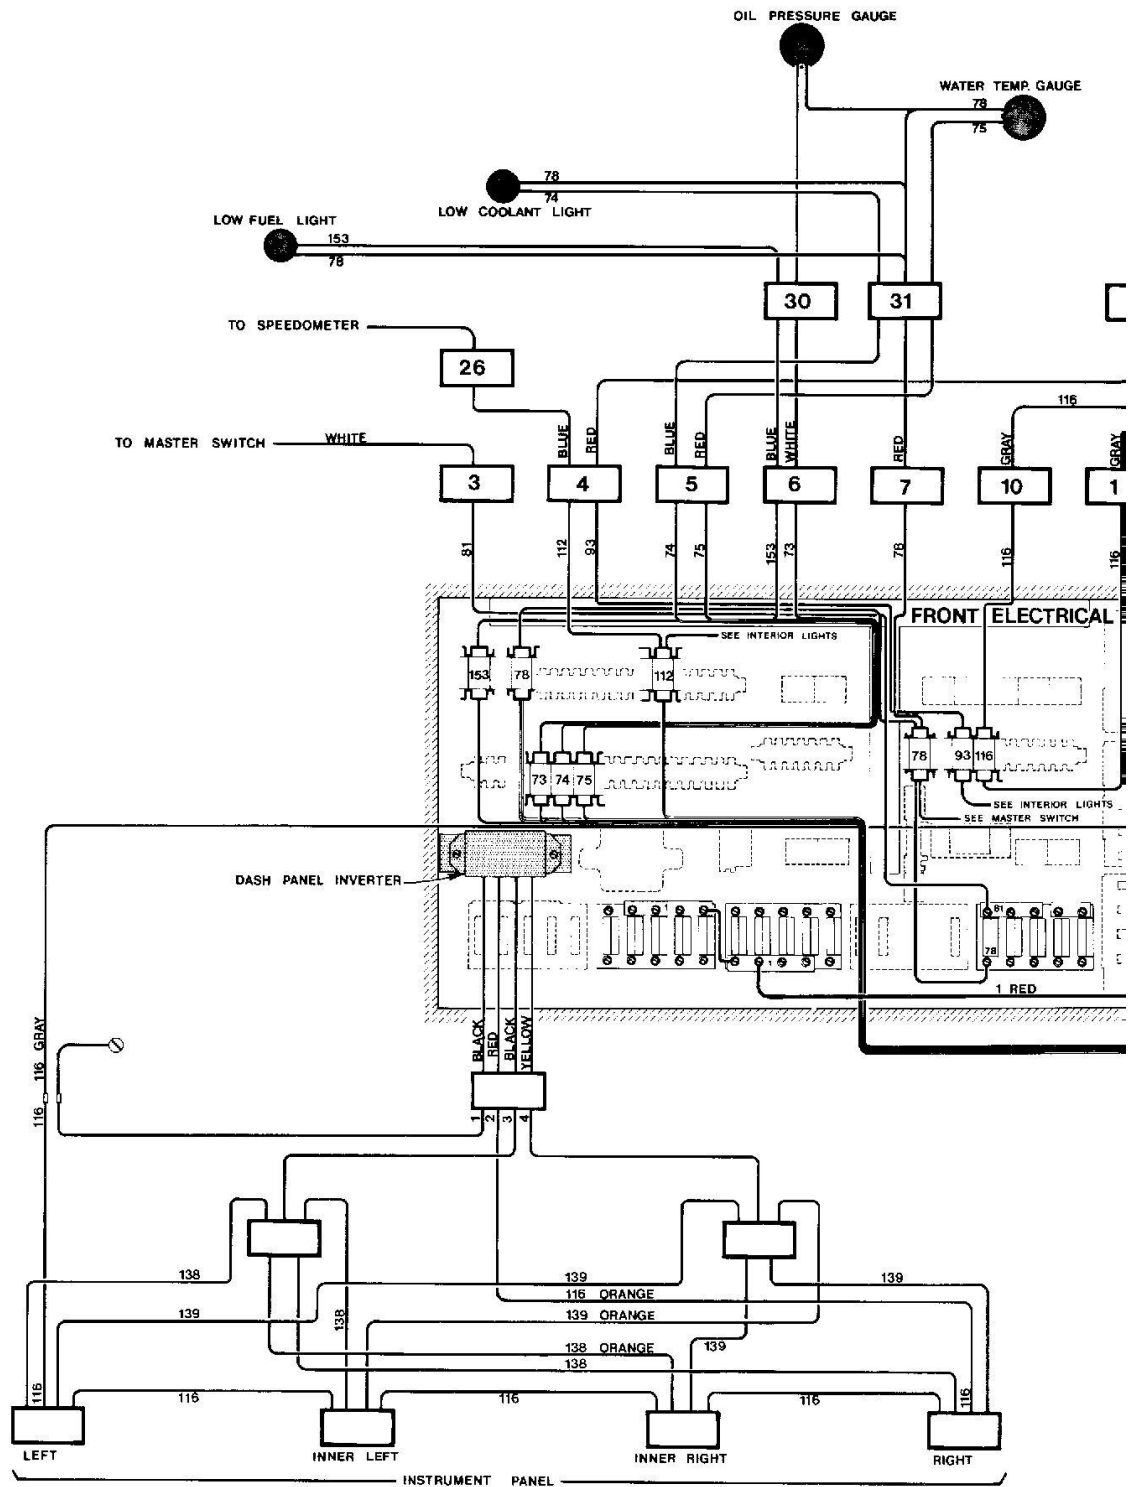 OIL PRESSURE GAUGE
WATER TEMP. GAUGE
78
75
78
74
LOW COOLANT LIGHT
LOW FUEL LIGHT
153
78
30
31
TO SPEEDOMETER
26
116
TO MASTER SWITCH
WHITE
BLUE
RED
BLUE
RED
BLUE
WHITE
RED
GRAY
GRAY
3
4
5
6
7
10
1
81
112
93
74
75
153
73
78
116
116
FRONT ELECTRICAL
SEE INTERIOR LIGHTS
153
78
112
73
74
75
78
93
116
SEE INTERIOR LIGHTS
SEE MASTER SWITCH
DASH PANEL INVERTER
1
1
81
78
1 RED
116 GRAY
BLACK
RED
BLACK
YELLOW
116
1
2
3
4
138
139
139
116 ORANGE
139
138
139 ORANGE
138 ORANGE
139
138
116
116
116
116
116
LEFT
INNER LEFT
INNER RIGHT
RIGHT
INSTRUMENT PANEL